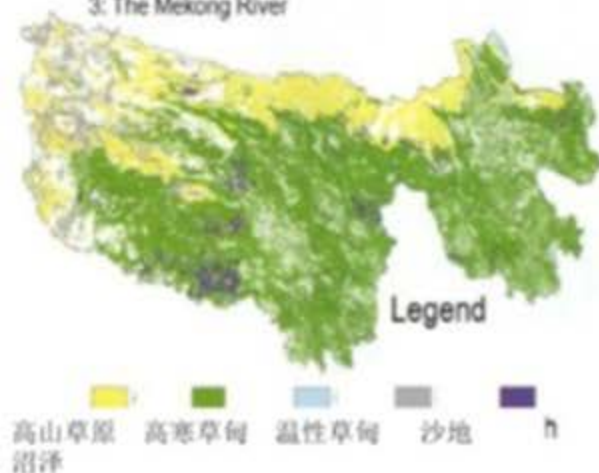 3: The Mekong River
Legend
高山草原 高寒草甸 温性草甸 沙地 h
沼泽